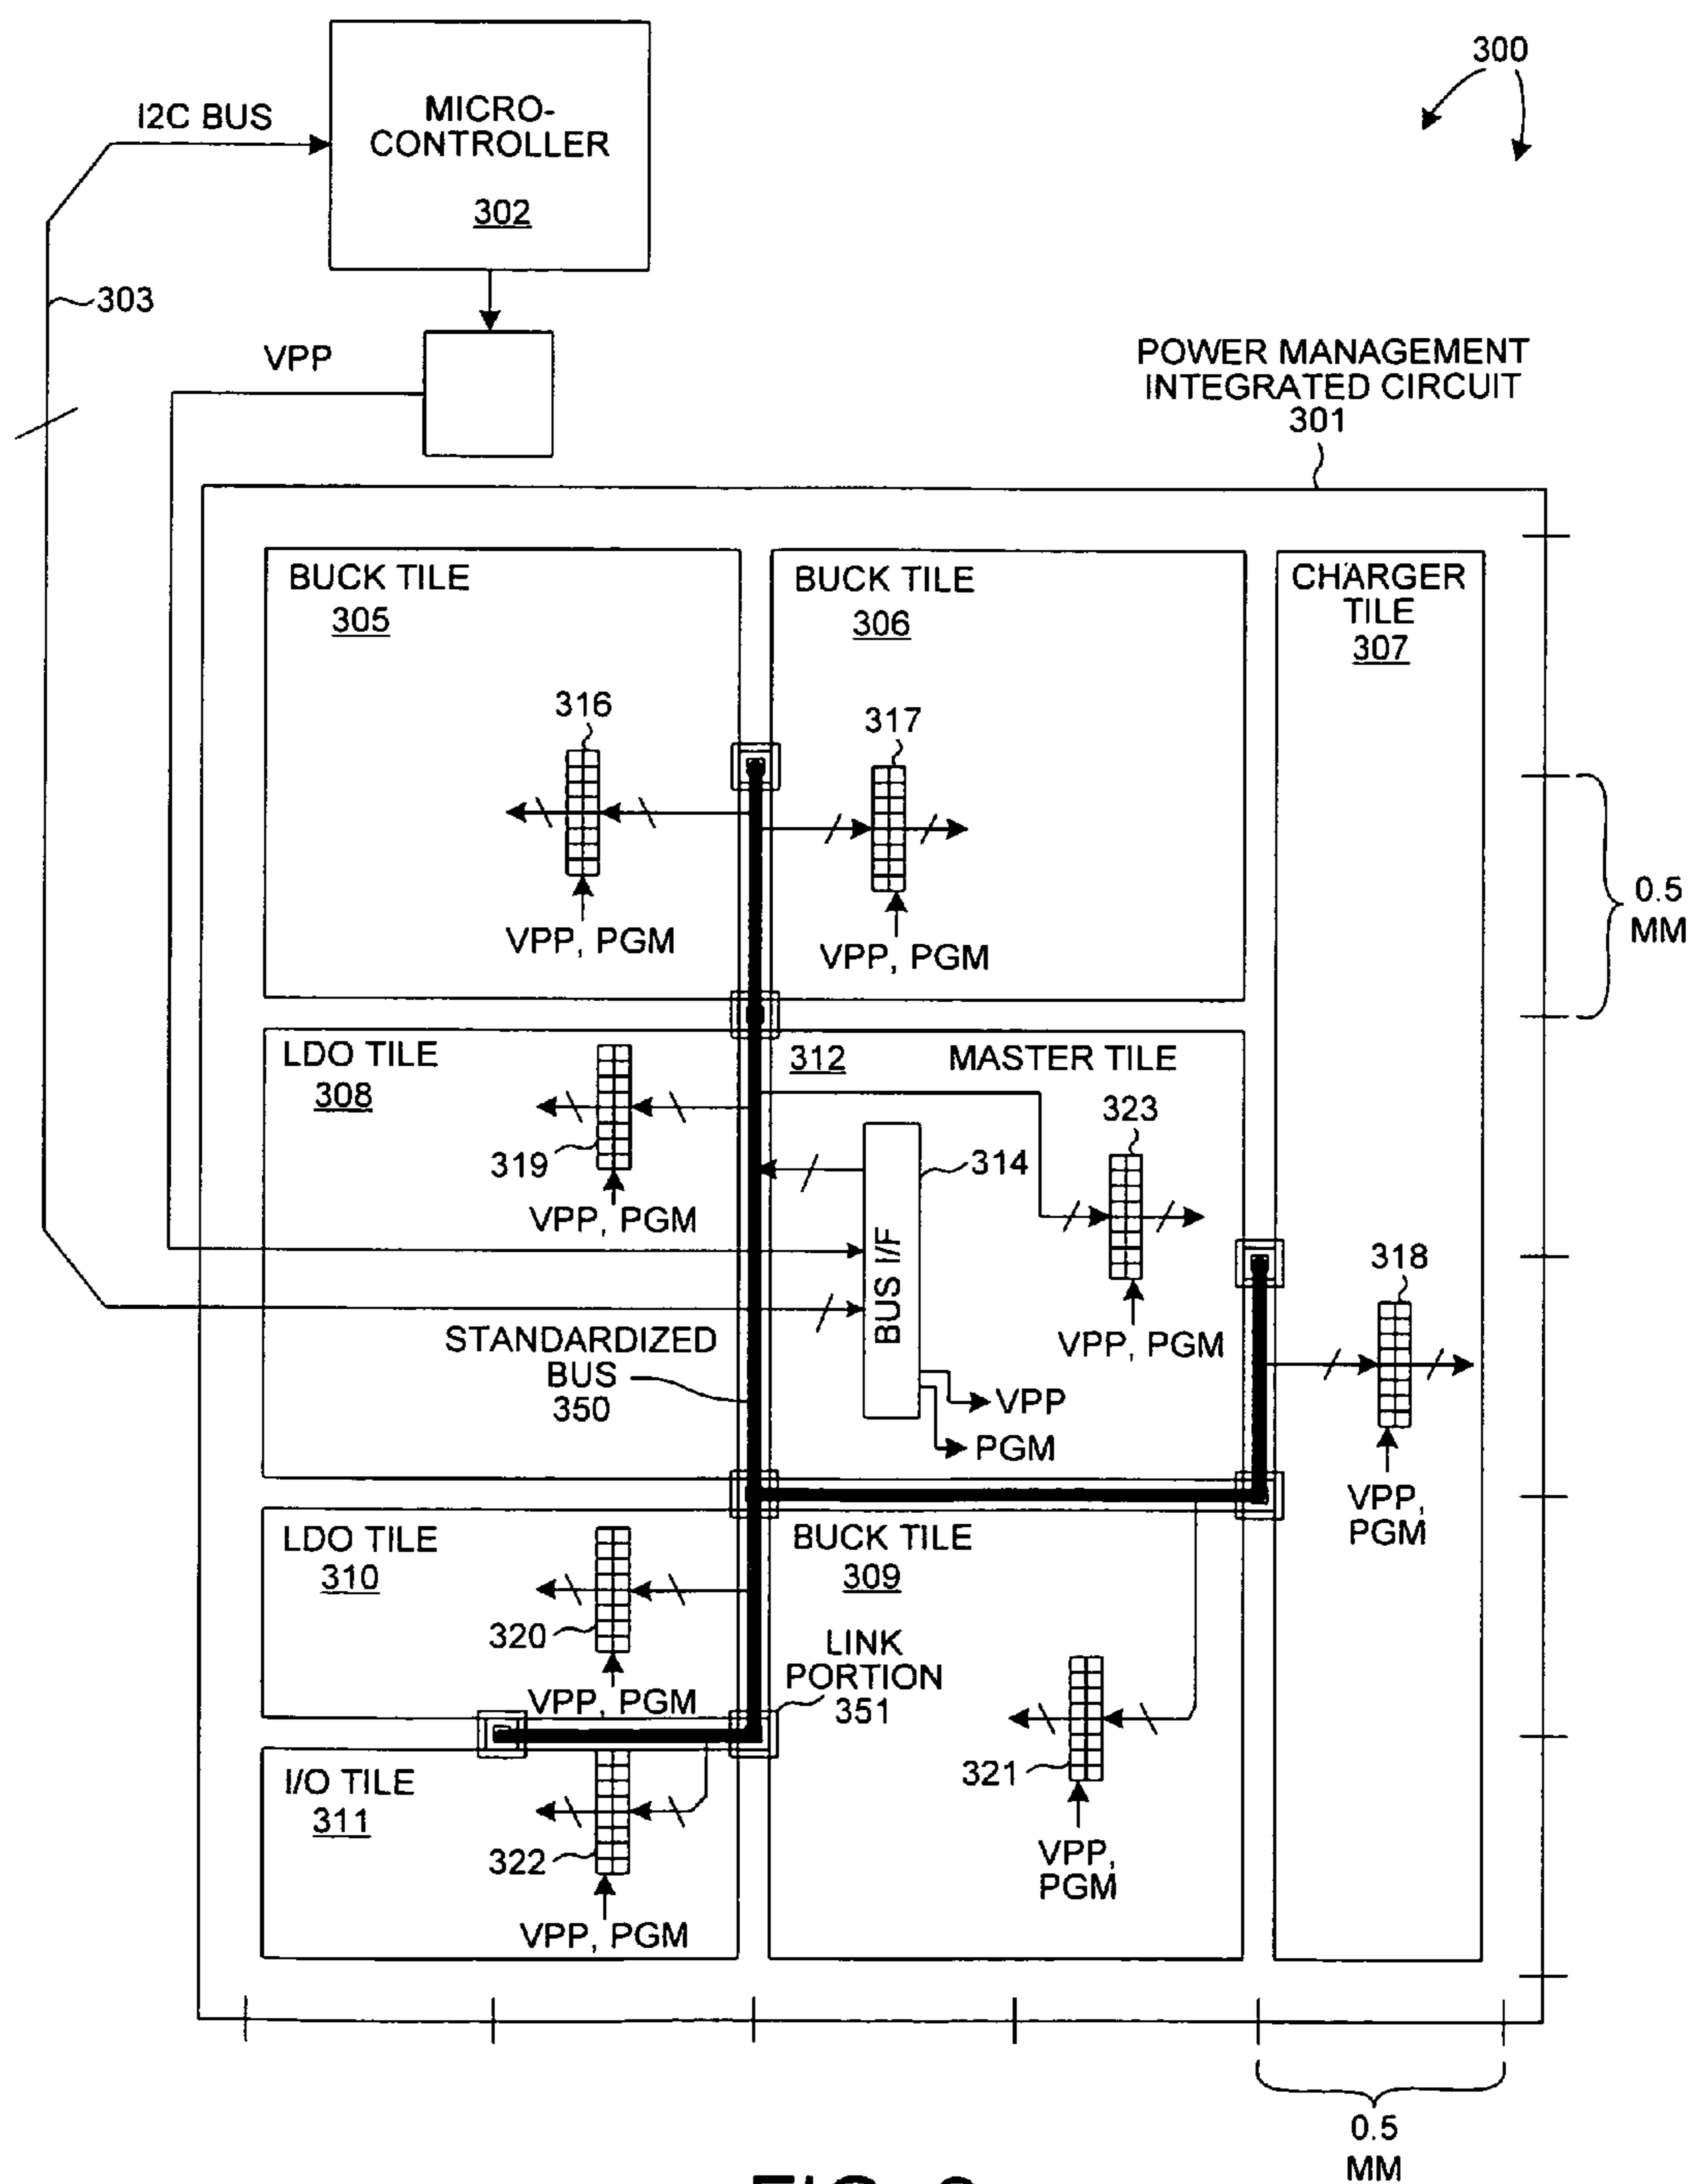 300
I2C BUS
MICRO-
CONTROLLER
302
303
VPP
POWER MANAGEMENT
INTEGRATED CIRCUIT
301
BUCK TILE
305
BUCK TILE
306
CHARGER
TILE
307
316
317
VPP, PGM
VPP, PGM
0.5
MM
LDO TILE
308
312
MASTER TILE
323
319
314
VPP, PGM
BUS I/F
318
STANDARDIZED
BUS
350
VPP, PGM
VPP
PGM
VPP,
PGM
LDO TILE
310
BUCK TILE
309
320
LINK
PORTION
351
VPP, PGM
I/O TILE
311
321
322
VPP,
PGM
VPP, PGM
0.5
MM